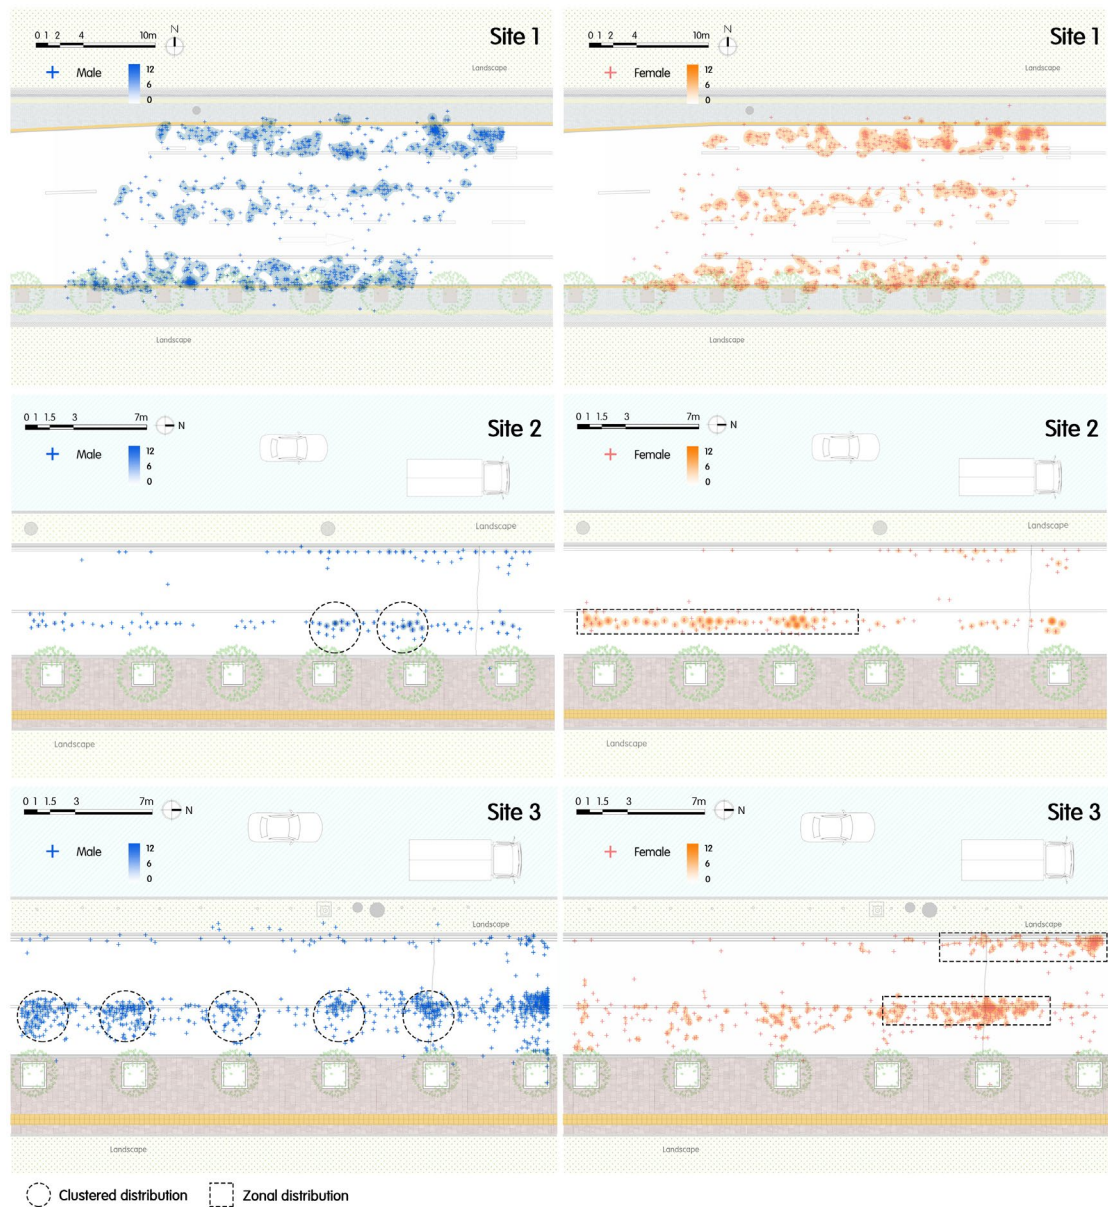 0 1 2 4 10m N Site 1
Male 12 6 0
Landscape
Landscape
0 1 2 4 10m N Site 1
Female 12 6 0
Landscape
Landscape
0 1 1.5 3 7m N Site 2
Male 12 6 0
Landscape
Landscape
0 1 1.5 3 7m N Site 2
Female 12 6 0
Landscape
Landscape
0 1 1.5 3 7m N Site 3
Male 12 6 0
Landscape
Landscape
0 1 1.5 3 7m N Site 3
Female 12 6 0
Landscape
Landscape
Clustered distribution Zonal distribution